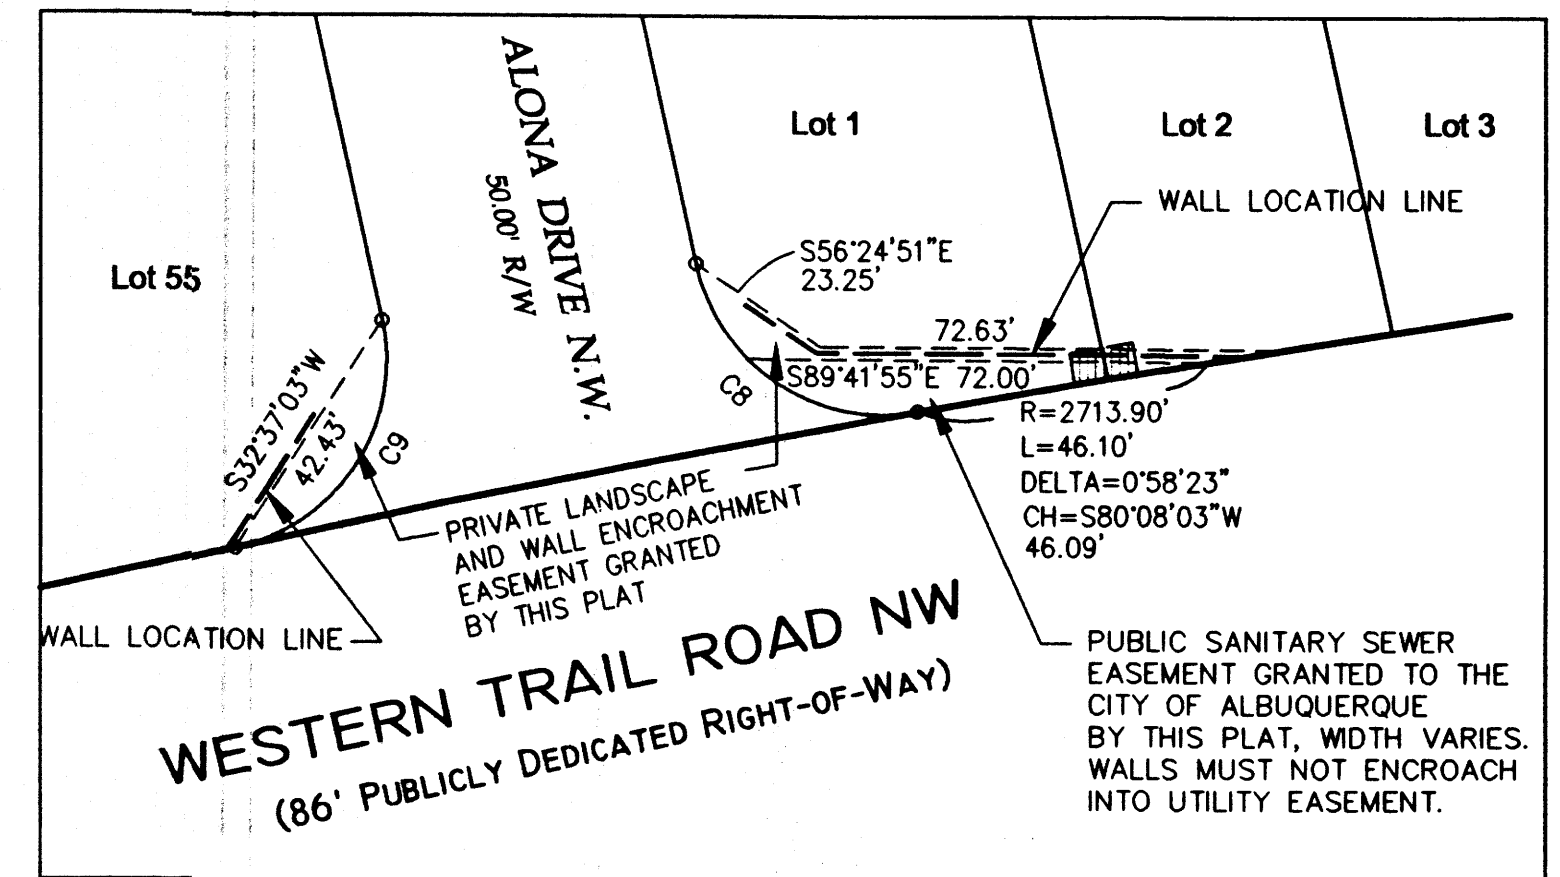 ALONA DRIVE N.W.
50.00' R/W
Lot 1
Lot 2
Lot 3
WALL LOCATION LINE
S56°24'51"E
23.25'
Lot 55
72.63'
S89°41'55"E 72.00'
C8
S32°37'03"W
42.43'
C9
R=2713.90'
L=46.10'
DELTA=0°58'23"
CH=S80°08'03"W
46.09'
PRIVATE LANDSCAPE
AND WALL ENCROACHMENT
EASEMENT GRANTED
BY THIS PLAT
WALL LOCATION LINE
WESTERN TRAIL ROAD NW
(86' PUBLICLY DEDICATED RIGHT-OF-WAY)
PUBLIC SANITARY SEWER
EASEMENT GRANTED TO THE
CITY OF ALBUQUERQUE
BY THIS PLAT, WIDTH VARIES.
WALLS MUST NOT ENCROACH
INTO UTILITY EASEMENT.